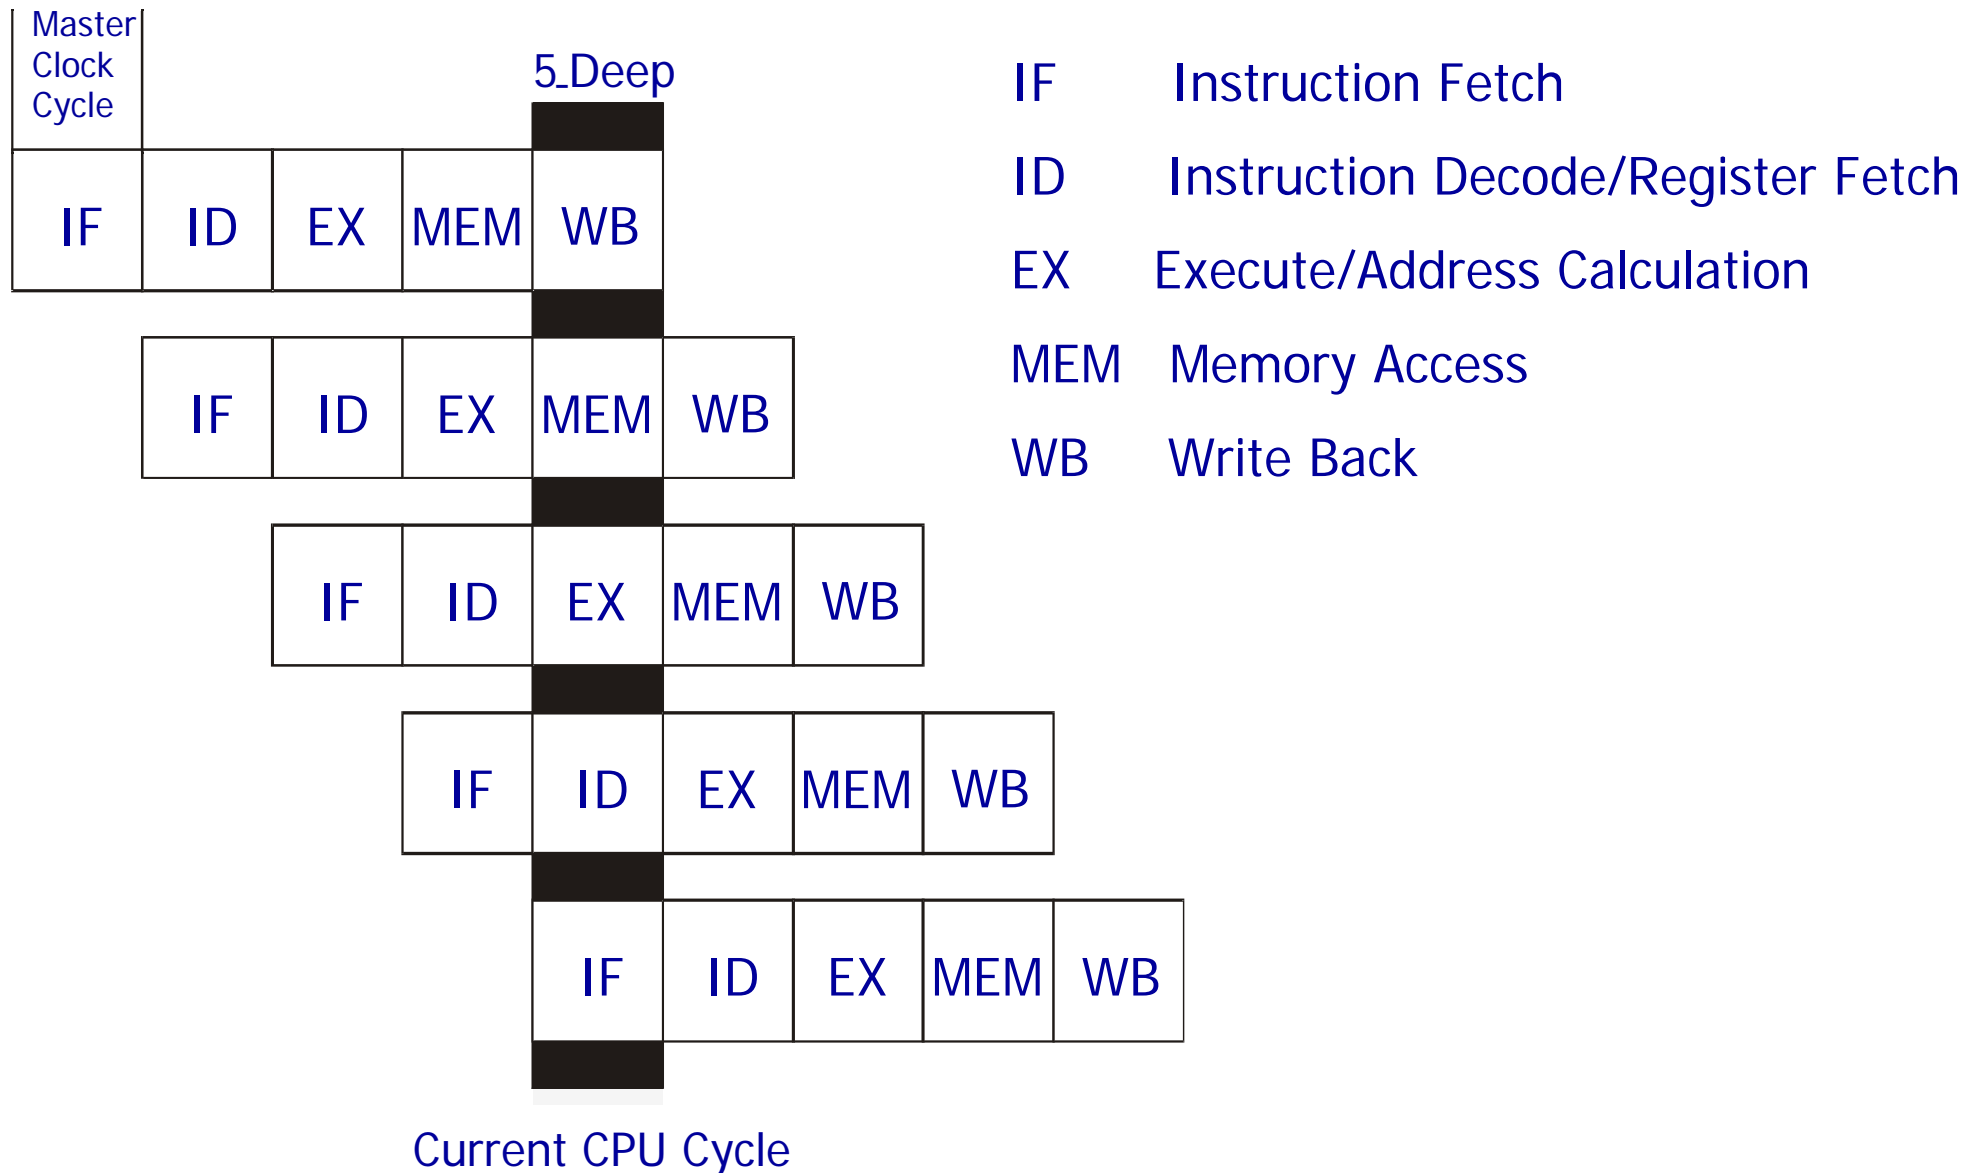 Master
Clock
Cycle
5_Deep
IF ID EX MEM WB
IF ID EX MEM WB
IF ID EX MEM WB
IF ID EX MEM WB
IF ID EX MEM WB
Current CPU Cycle
IF Instruction Fetch
ID Instruction Decode/Register Fetch
EX Execute/Address Calculation
MEM Memory Access
WB Write Back